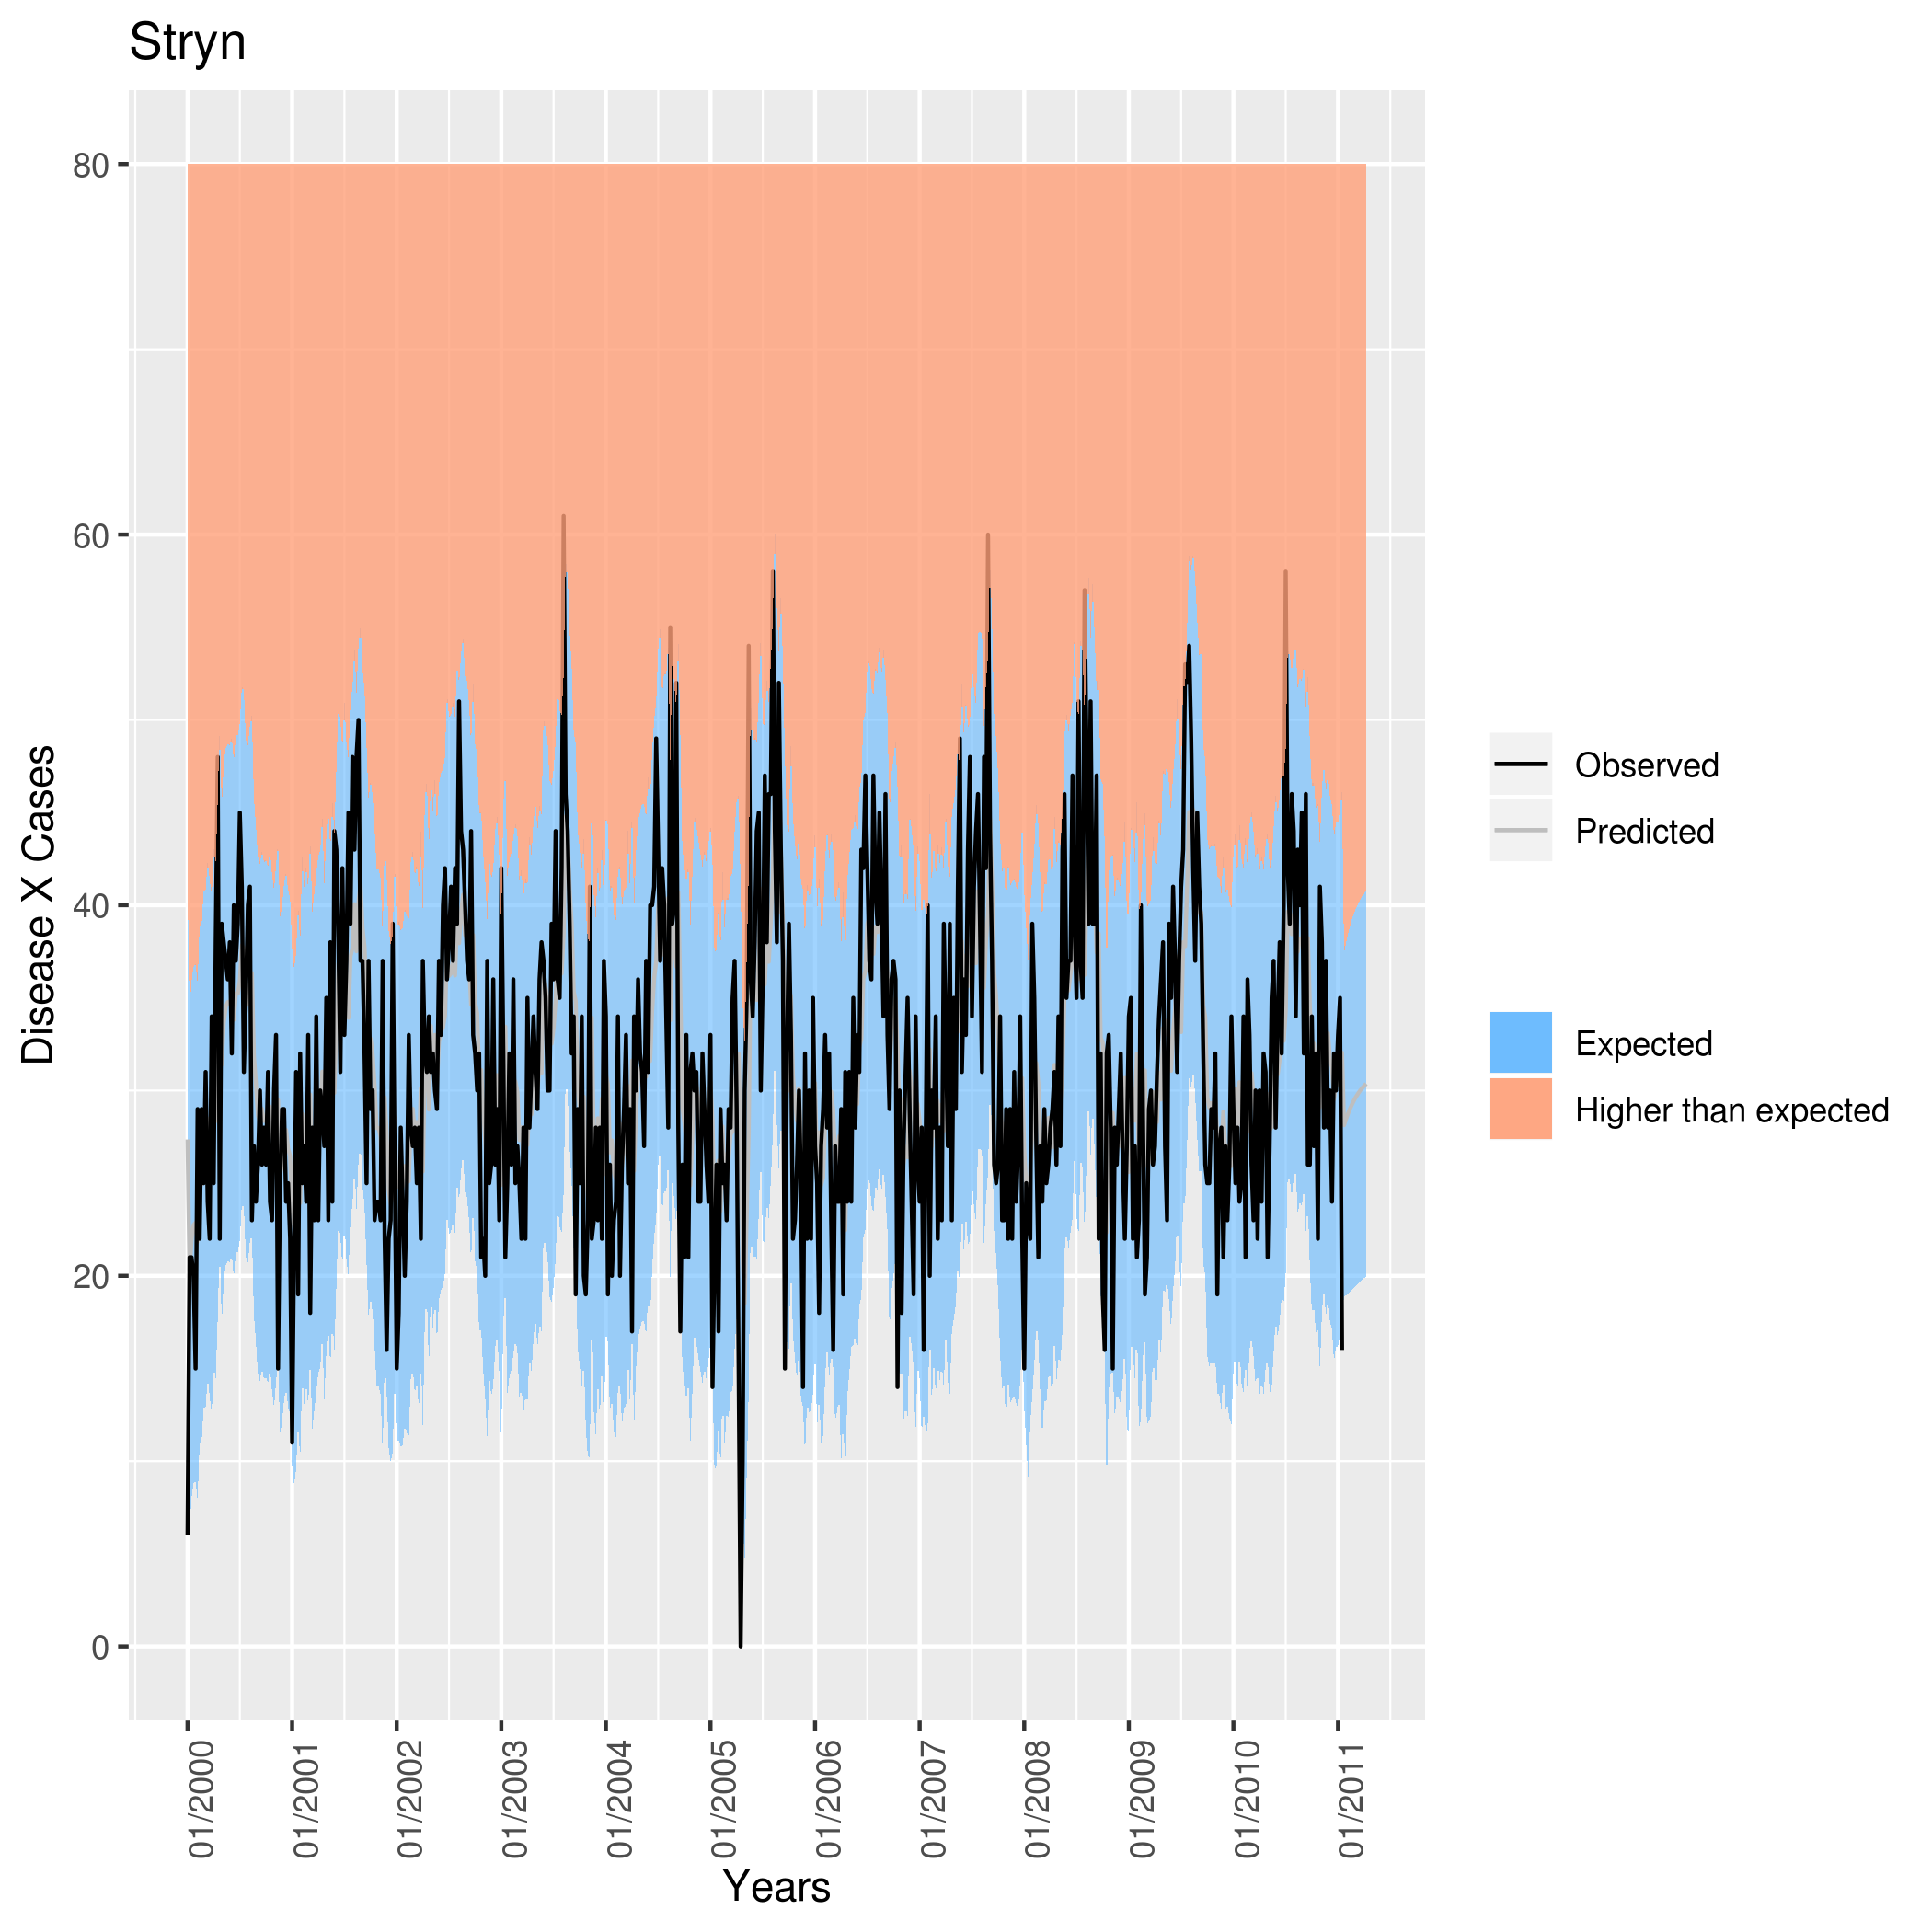 Stryn
80
60
40
20
0
Disease X Cases
01/2000
01/2001
01/2002
01/2003
01/2004
01/2005
01/2006
01/2007
01/2008
01/2009
01/2010
01/2011
Years
Observed
Predicted
Expected
Higher than expected